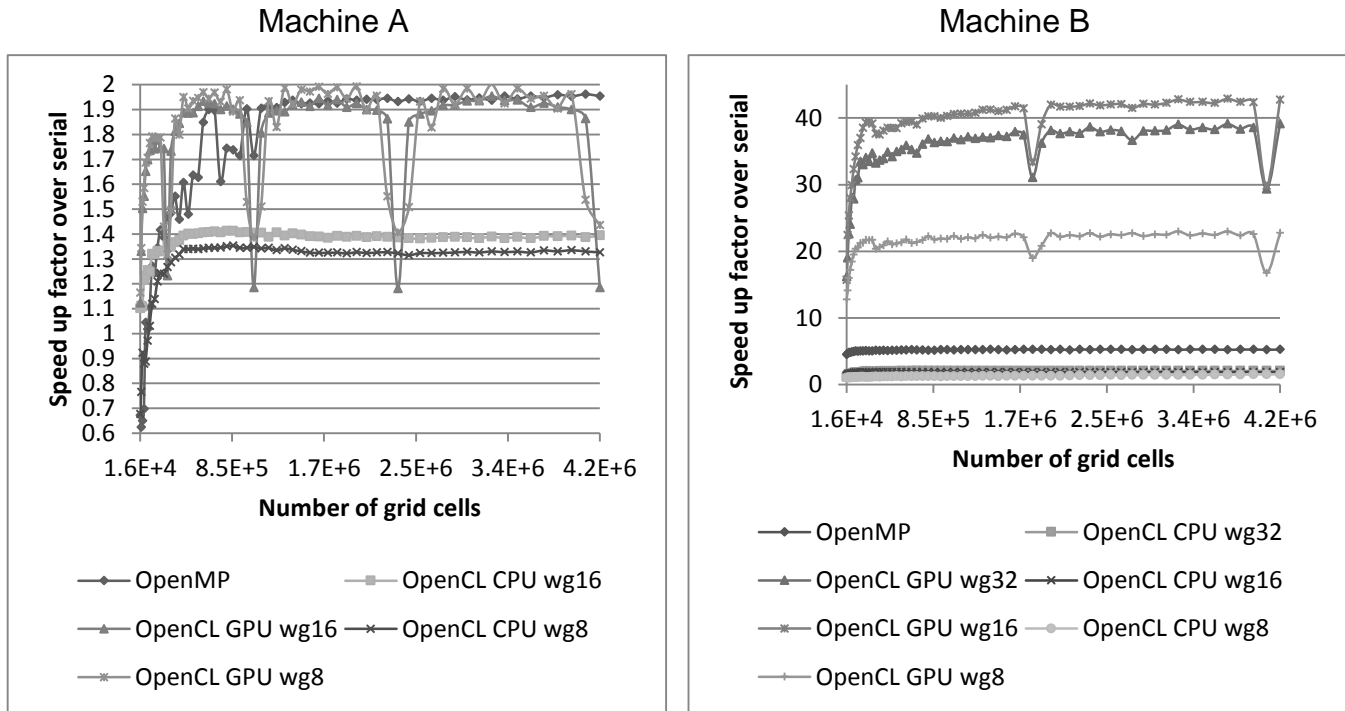 Machine A
Speed up factor over serial
2
1.9
1.8
1.7
1.6
1.5
1.4
1.3
1.2
1.1
1
0.9
0.8
0.7
0.6
1.6E+4 8.5E+5 1.7E+6 2.5E+6 3.4E+6 4.2E+6
Number of grid cells
OpenMP OpenCL CPU wg16
OpenCL GPU wg16 OpenCL CPU wg8
OpenCL GPU wg8
Machine B
Speed up factor over serial
40
30
20
10
0
1.6E+4 8.5E+5 1.7E+6 2.5E+6 3.4E+6 4.2E+6
Number of grid cells
OpenMP OpenCL CPU wg32
OpenCL GPU wg32 OpenCL CPU wg16
OpenCL GPU wg16 OpenCL CPU wg8
OpenCL GPU wg8